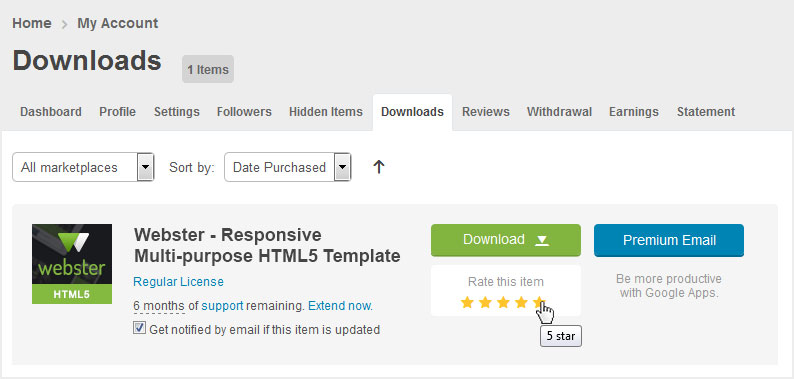 Home > My Account
Downloads 1 Items
Dashboard Profile Settings Followers Hidden Items Downloads Reviews Withdrawal Earnings Statement
All marketplaces Sort by: Date Purchased
webster
HTML5
Webster - Responsive
Multi-purpose HTML5 Template
Regular License
6 months of support remaining. Extend now.
Get notified by email if this item is updated
Download
Rate this item
5 star
Premium Email
Be more productive
with Google Apps.